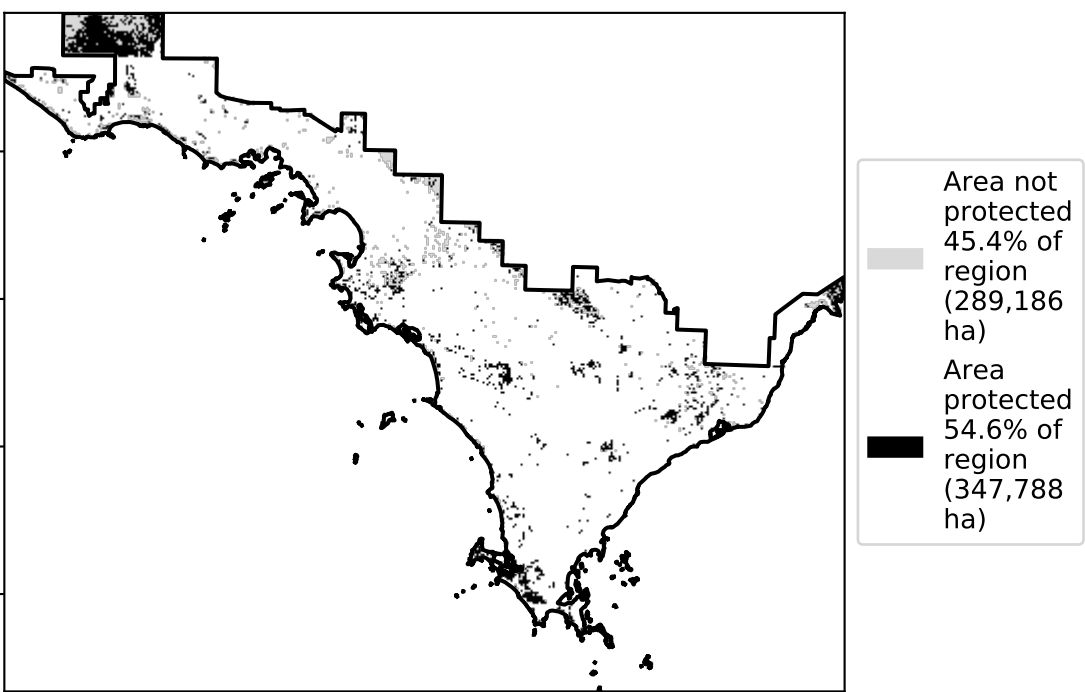 Area not
protected
45.4% of
region
(289,186
ha)
Area
protected
54.6% of
region
(347,788
ha)